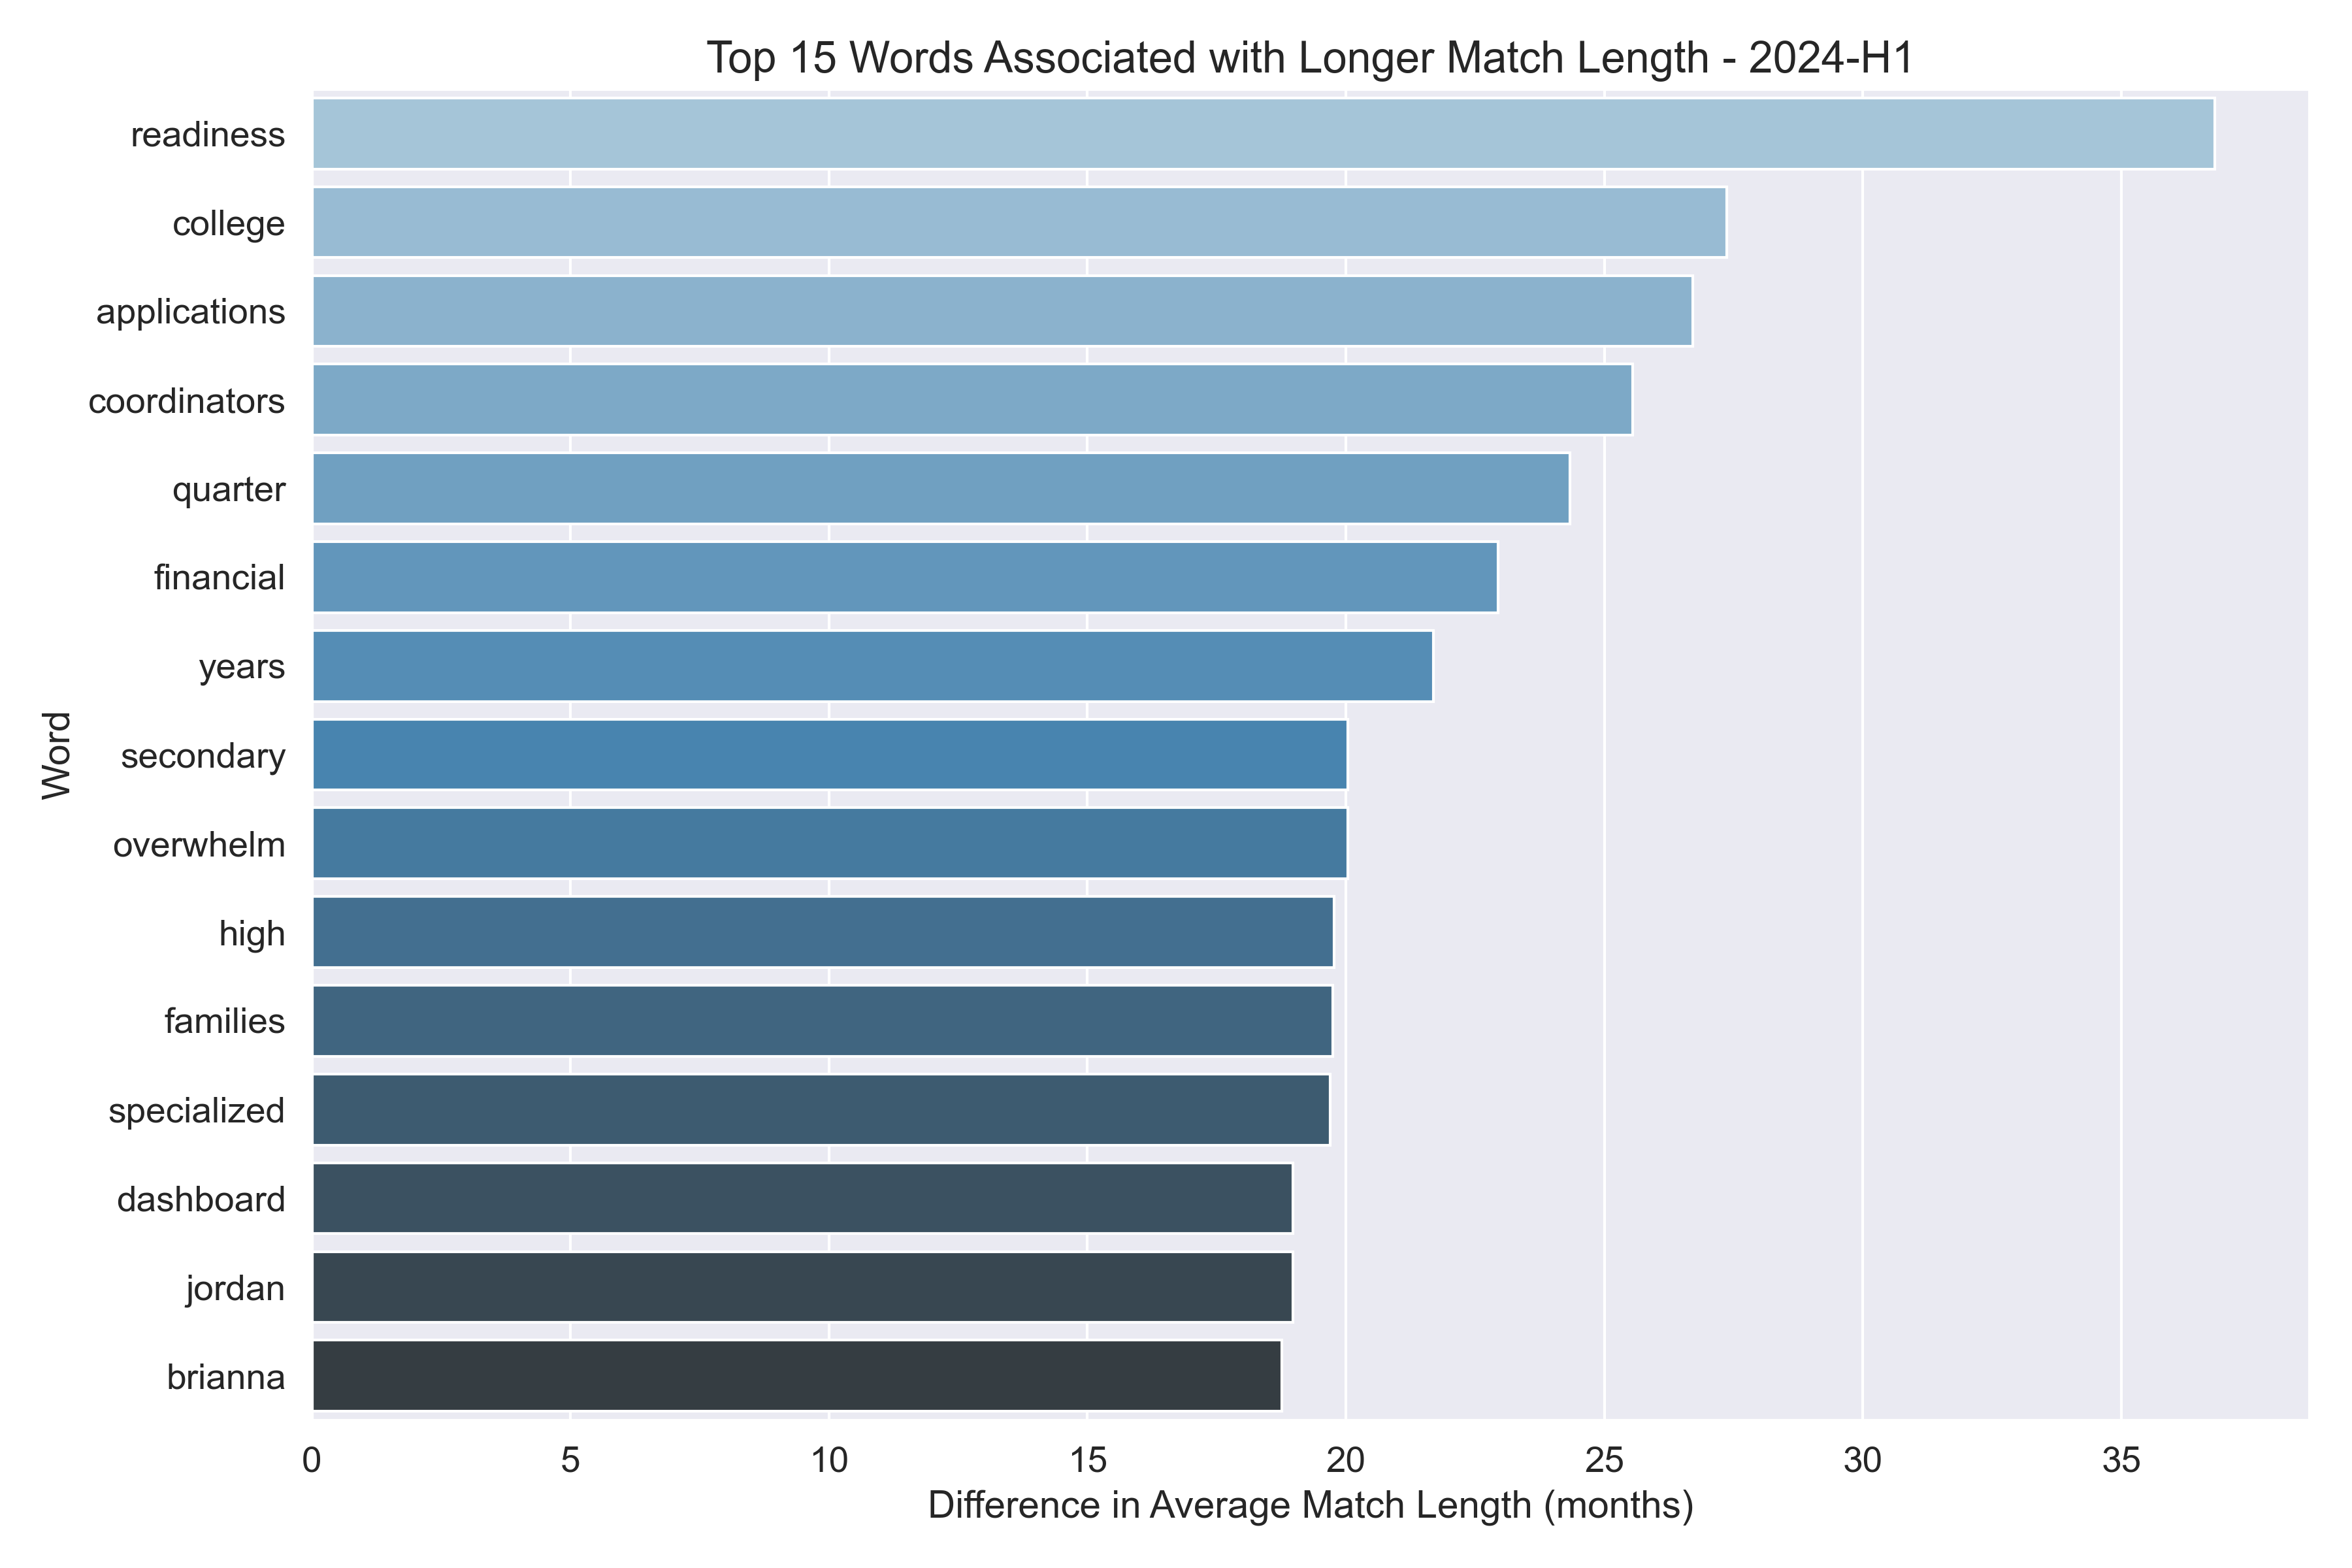 Top 15 Words Associated with Longer Match Length - 2024-H1
readiness
college
applications
coordinators
quarter
financial
years
secondary
overwhelm
high
families
specialized
dashboard
jordan
brianna
Word
0 5 10 15 20 25 30 35
Difference in Average Match Length (months)